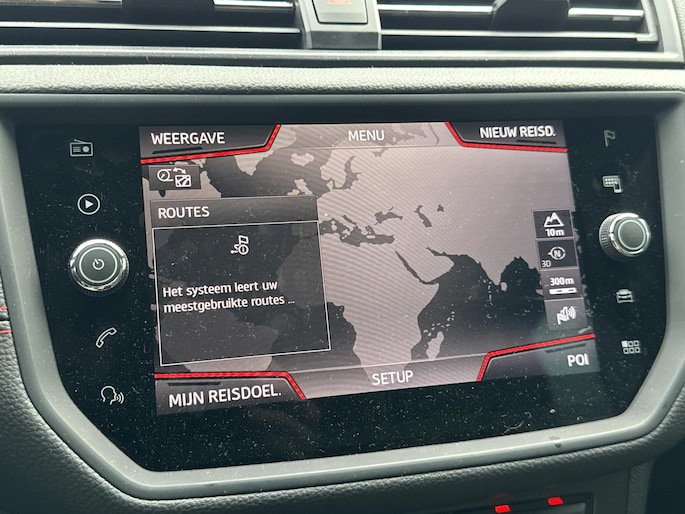 WEERGAVE
MENU
NIEUW REISD.
ROUTES
Het systeem leert uw
meestgebruikte routes ...
10m
N
3D
300m
MIJN REISDOEL.
SETUP
POI